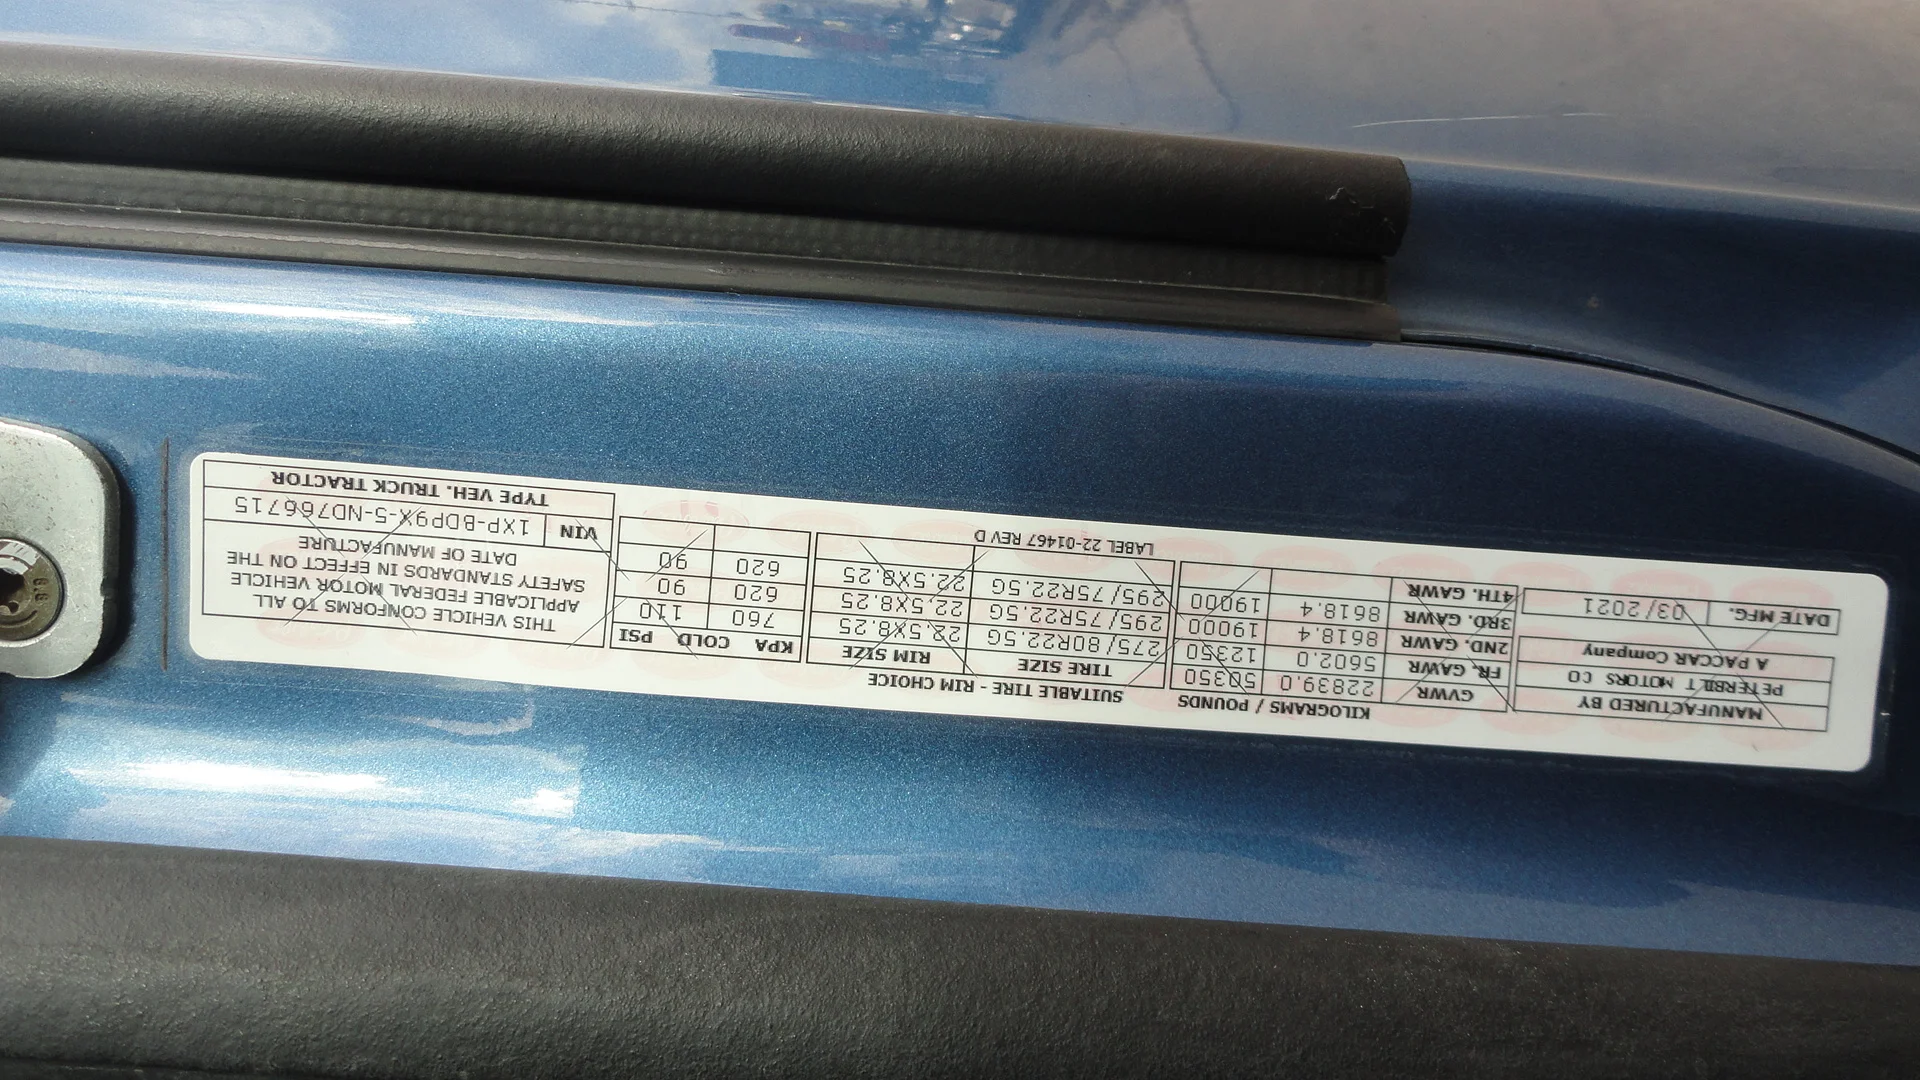 MANUFACTURED BY
PETERBILT MOTORS CO
A PACCAR Company
DATE MFG. 03/2021
KILOGRAMS / POUNDS
GVWR 22839.0 50350
FR. GAWR 5602.0 12350
2ND. GAWR 8618.4 19000
3RD. GAWR 8618.4 19000
4TH. GAWR
SUITABLE TIRE - RIM CHOICE
TIRE SIZE RIM SIZE
275/80R22.5G 22.5X8.25
295/75R22.5G 22.5X8.25
295/75R22.5G 22.5X8.25
LABEL 22-01467 REV D
KPA COLD PSI
760 110
620 90
620 90
THIS VEHICLE CONFORMS TO ALL
APPLICABLE FEDERAL MOTOR VEHICLE
SAFETY STANDARDS IN EFFECT ON THE
DATE OF MANUFACTURE
VIN 1XP-BDP9X-5-ND766715
TYPE VEH. TRUCK TRACTOR